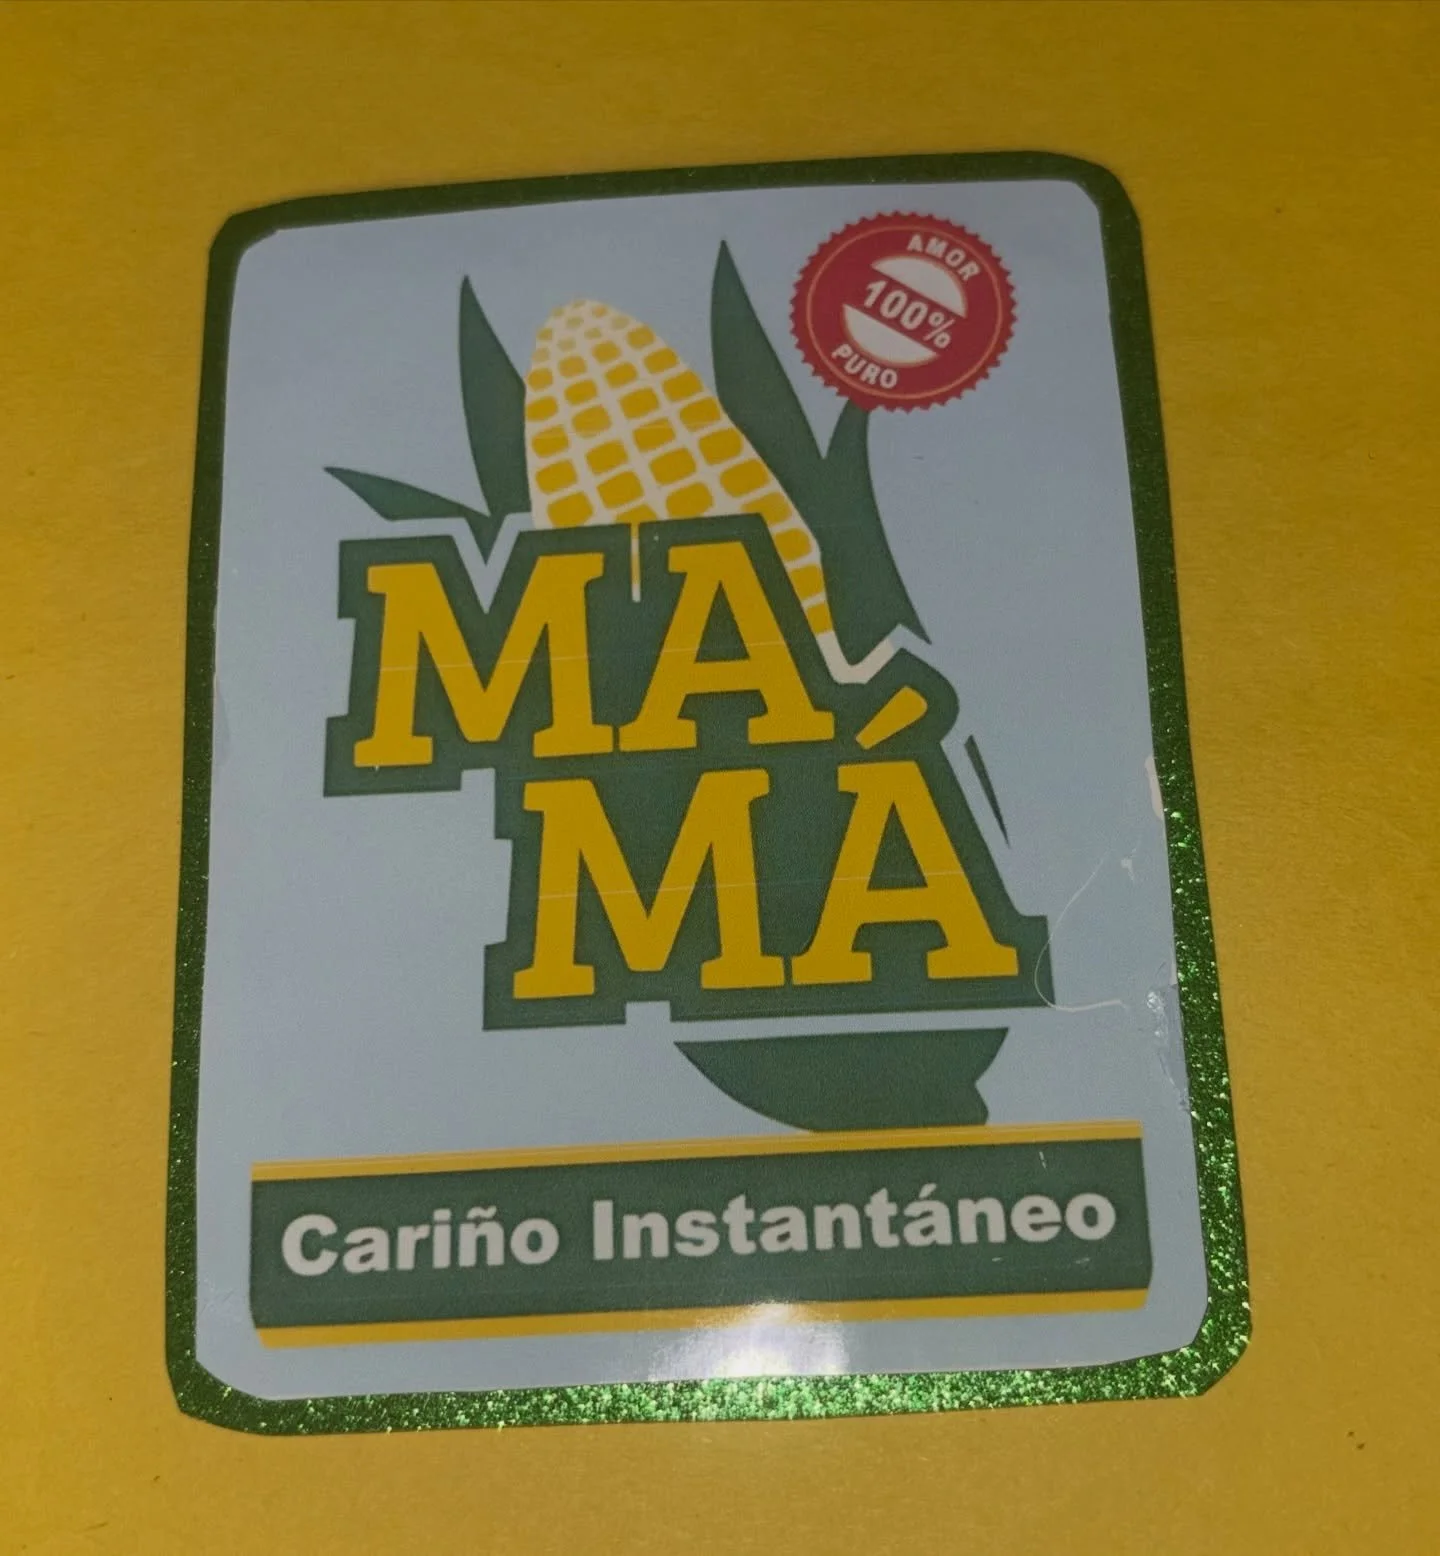 AMOR
100%
PURO
MA
MÁ
Cariño Instantáneo